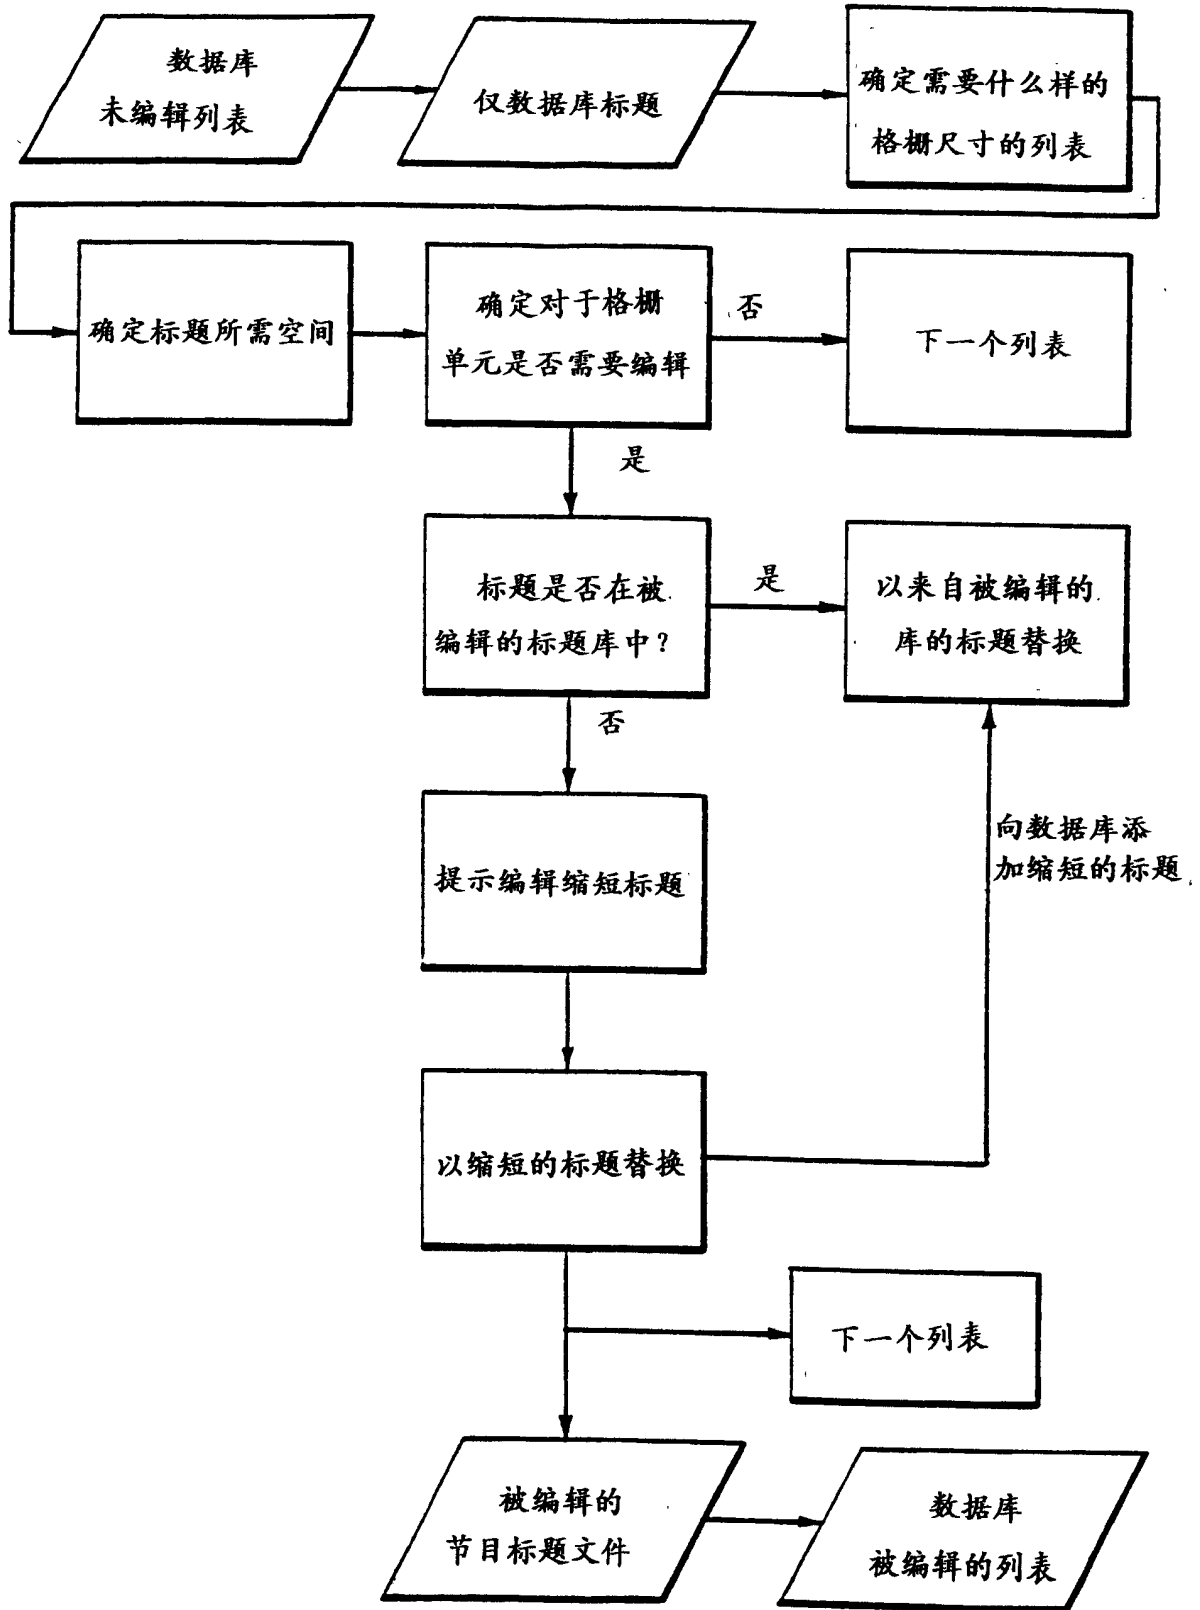 数据库
未编辑列表
仅数据库标题
确定需要什么样的
格栅尺寸的列表
确定标题所需空间
确定对于格栅
单元是否需要编辑
否
下一个列表
是
标题是否在被
编辑的标题库中?
是
以来自被编辑的
库的标题替换
否
提示编辑缩短标题
向数据库添
加缩短的标题
以缩短的标题替换
下一个列表
被编辑的
节目标题文件
数据库
被编辑的列表